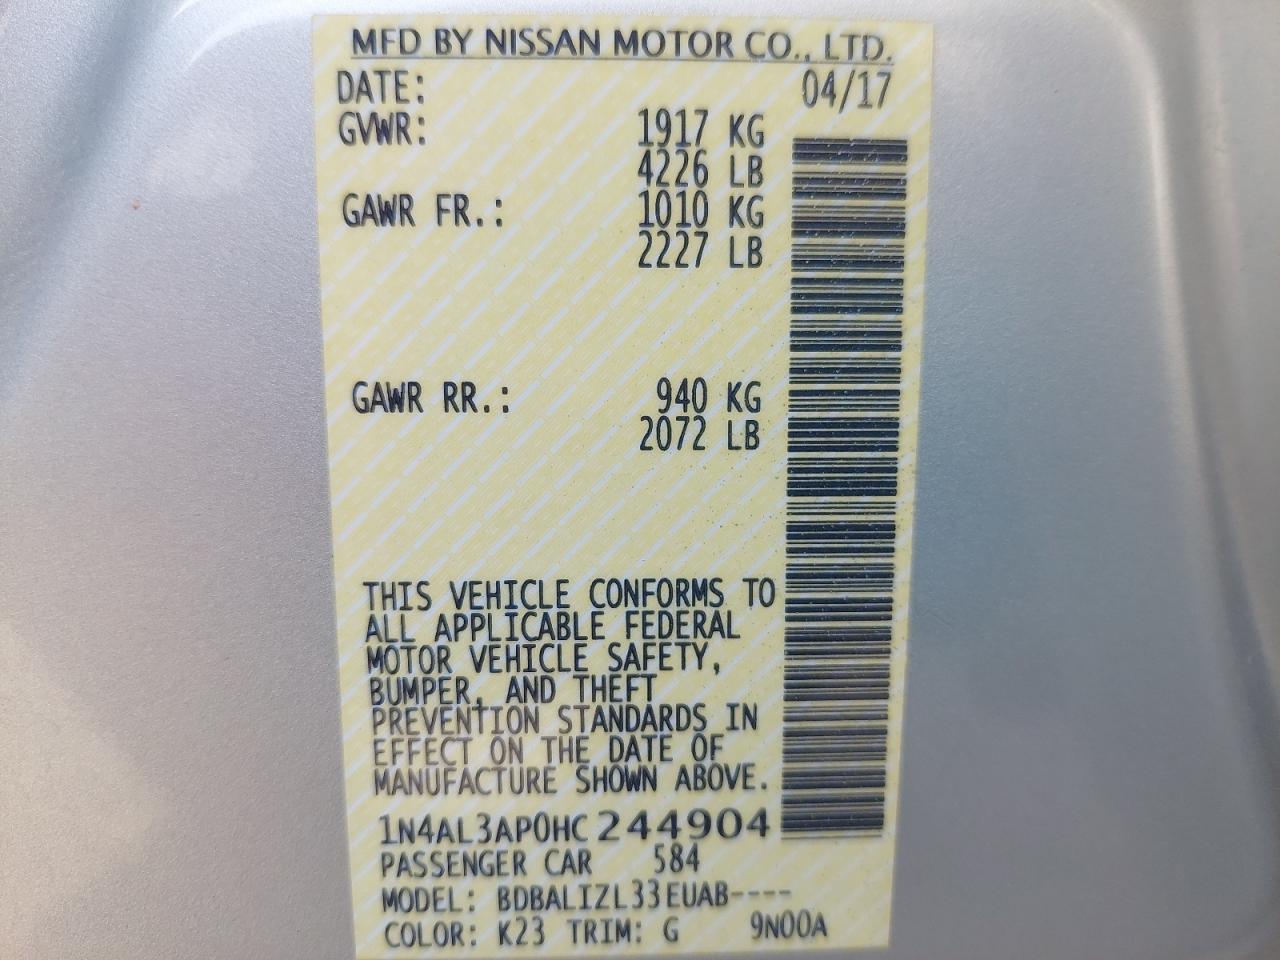 MFD BY NISSAN MOTOR CO., LTD.
DATE: 04/17
GVWR: 1917 KG
4226 LB
GAWR FR.: 1010 KG
2227 LB
GAWR RR.: 940 KG
2072 LB
THIS VEHICLE CONFORMS TO
ALL APPLICABLE FEDERAL
MOTOR VEHICLE SAFETY,
BUMPER, AND THEFT
PREVENTION STANDARDS IN
EFFECT ON THE DATE OF
MANUFACTURE SHOWN ABOVE.
1N4AL3AP0HC244904
PASSENGER CAR 584
MODEL: BDBALIZL33EUAB----
COLOR: K23 TRIM: G 9N00A